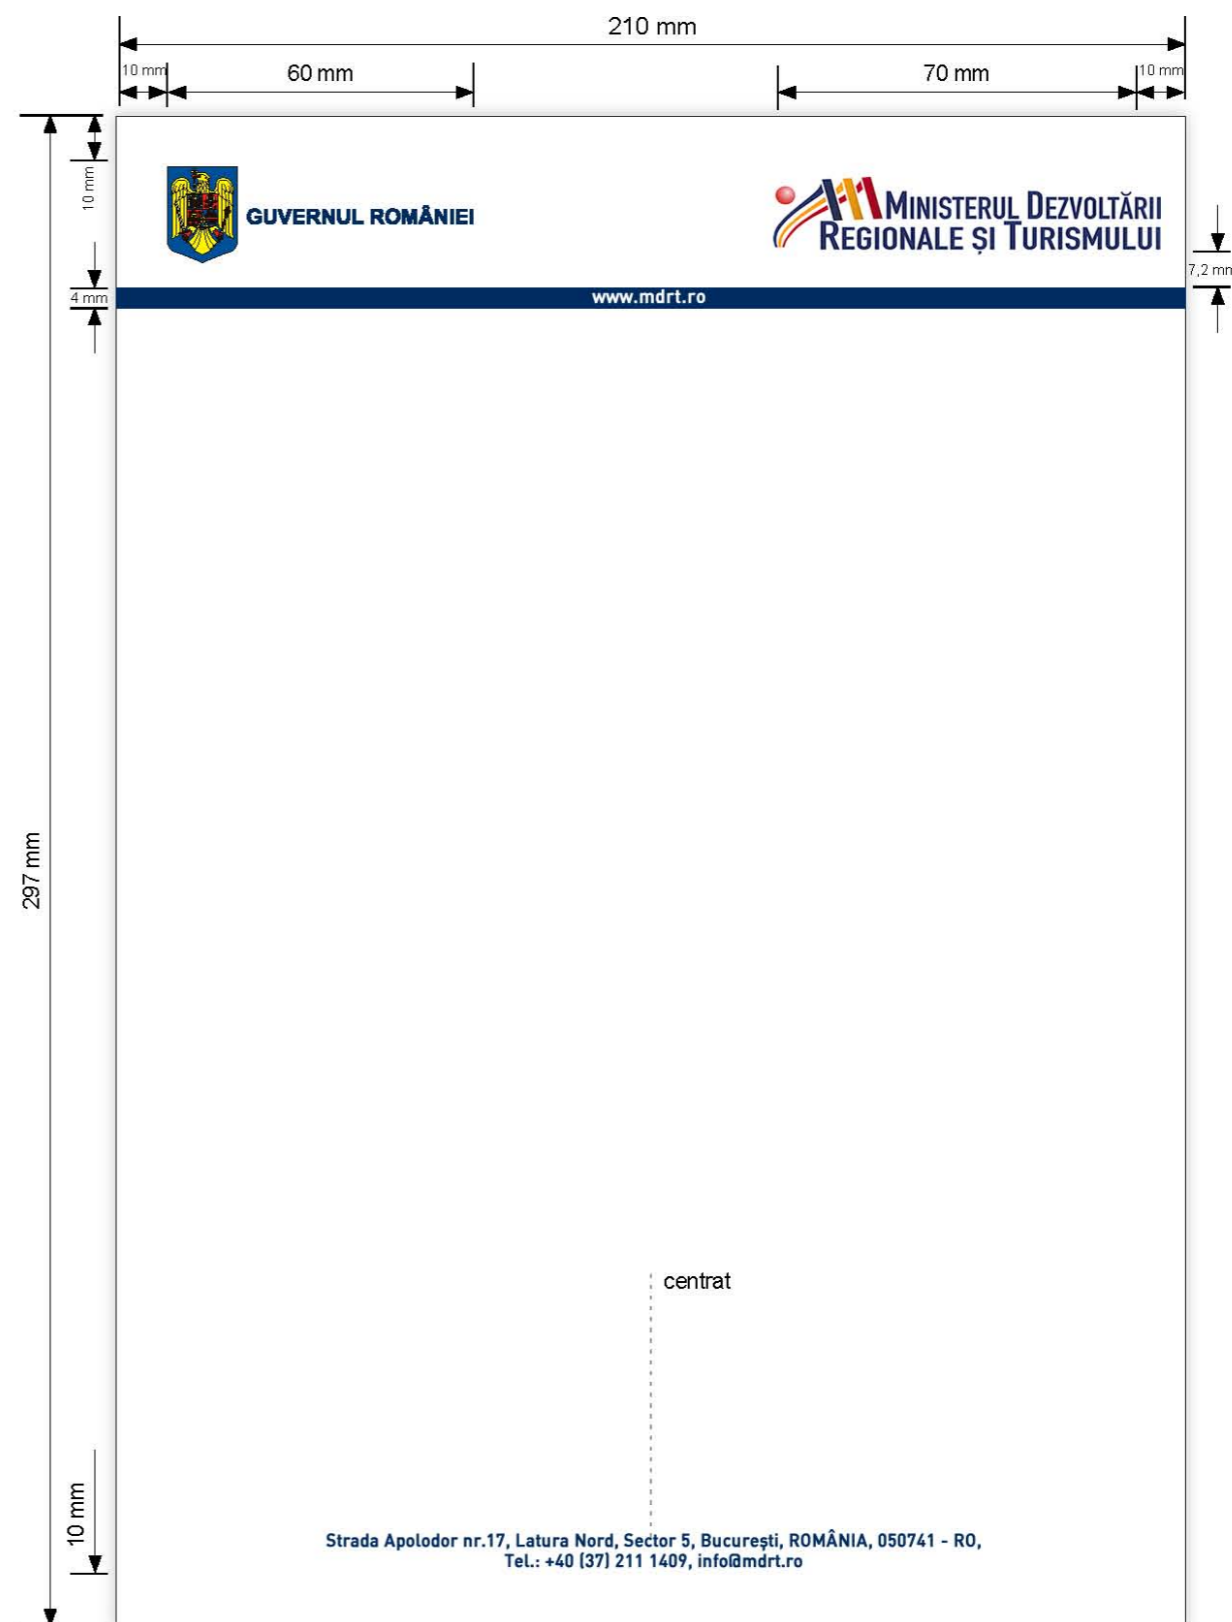 210 mm
10 mm
60 mm
70 mm
10 mm
10 mm
GUVERNUL ROMÂNIEI
MINISTERUL DEZVOLTĂRII
REGIONALE ȘI TURISMULUI
7,2 mm
4 mm
www.mdrt.ro
297 mm
centrat
10 mm
Strada Apolodor nr.17, Latura Nord, Sector 5, București, ROMÂNIA, 050741 - RO,
Tel.: +40 (37) 211 1409, info@mdrt.ro